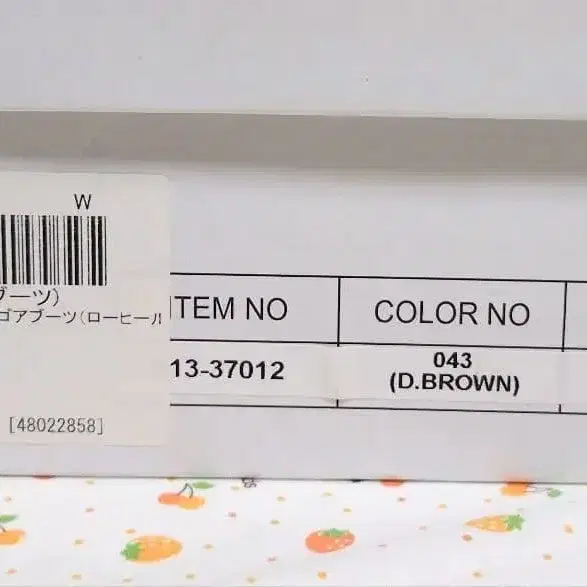 W
ブーツ)
ゴアブーツ(ローヒール
[48022858]
ITEM NO
COLOR NO
13-37012
043
(D.BROWN)